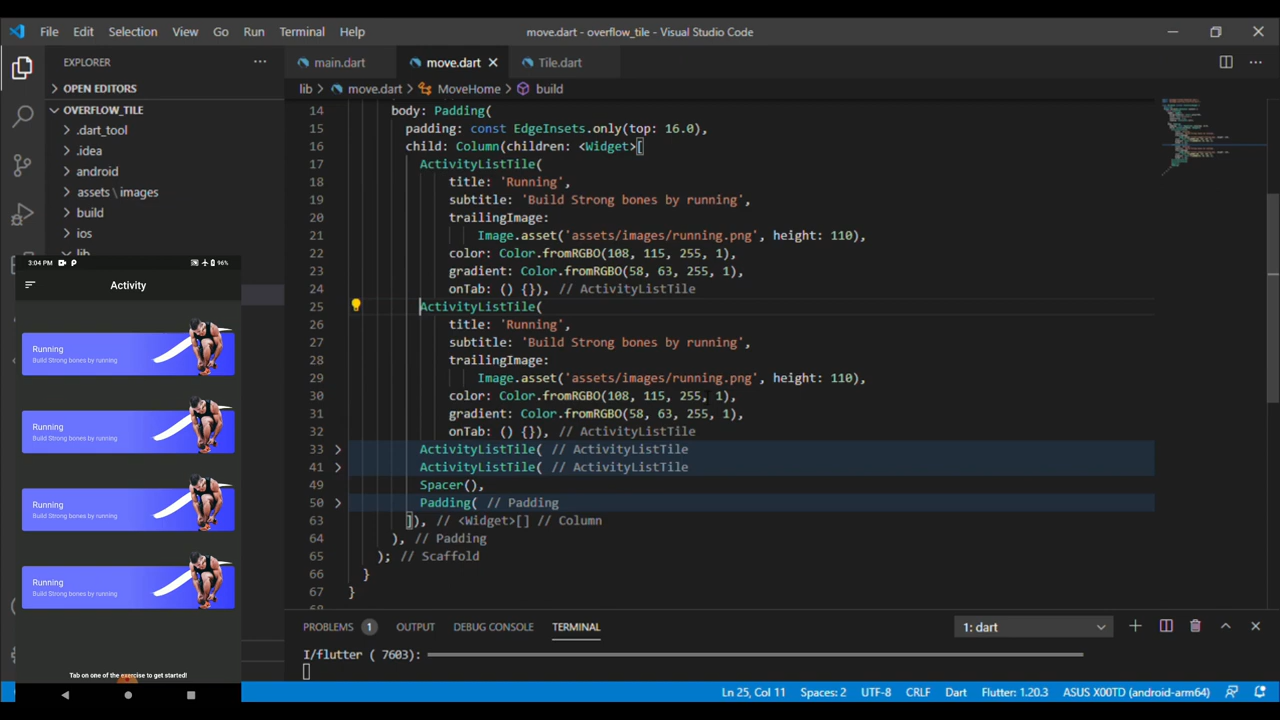 File Edit Selection View Go Run Terminal Help
move.dart - overflow_tile - Visual Studio Code
EXPLORER
main.dart
move.dart
Tile.dart
OPEN EDITORS
lib > move.dart > MoveHome > build
OVERFLOW_TILE
.dart_tool
.idea
android
assets \ images
build
ios
lib
14 body: Padding(
15 padding: const EdgeInsets.only(top: 16.0),
16 child: Column(children: <Widget>[
17 ActivityListTile(
18 title: 'Running',
19 subtitle: 'Build Strong bones by running',
20 trailingImage:
21 Image.asset('assets/images/running.png', height: 110),
22 color: Color.fromRGBO(108, 115, 255, 1),
23 gradient: Color.fromRGBO(58, 63, 255, 1),
24 onTab: () {}), // ActivityListTile
25 ActivityListTile(
26 title: 'Running',
27 subtitle: 'Build Strong bones by running',
28 trailingImage:
29 Image.asset('assets/images/running.png', height: 110),
30 color: Color.fromRGBO(108, 115, 255, 1),
31 gradient: Color.fromRGBO(58, 63, 255, 1),
32 onTab: () {}), // ActivityListTile
33 ActivityListTile( // ActivityListTile
41 ActivityListTile( // ActivityListTile
49 Spacer(),
50 Padding( // Padding
63 ]), // <Widget>[] // Column
64 ), // Padding
65 ); // Scaffold
66 }
67 }
3:04 PM
96%
Activity
Running
Build Strong bones by running
Running
Build Strong bones by running
Running
Build Strong bones by running
Running
Build Strong bones by running
Tab on one of the exercise to get started!
PROBLEMS 1 OUTPUT DEBUG CONSOLE TERMINAL
1: dart
I/flutter ( 7603):
Ln 25, Col 11 Spaces: 2 UTF-8 CRLF Dart Flutter: 1.20.3 ASUS X00TD (android-arm64)